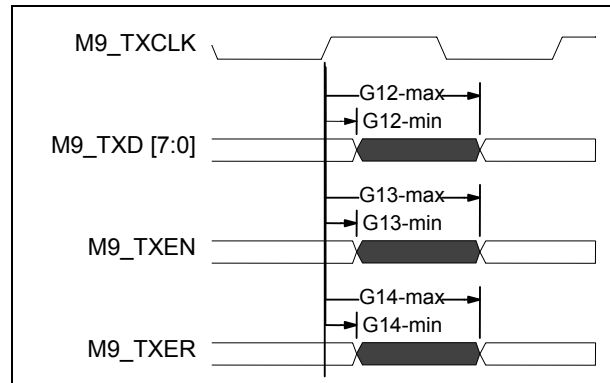 M9_TXCLK
G12-max
G12-min
M9_TXD [7:0]
G13-max
G13-min
M9_TXEN
G14-max
G14-min
M9_TXER